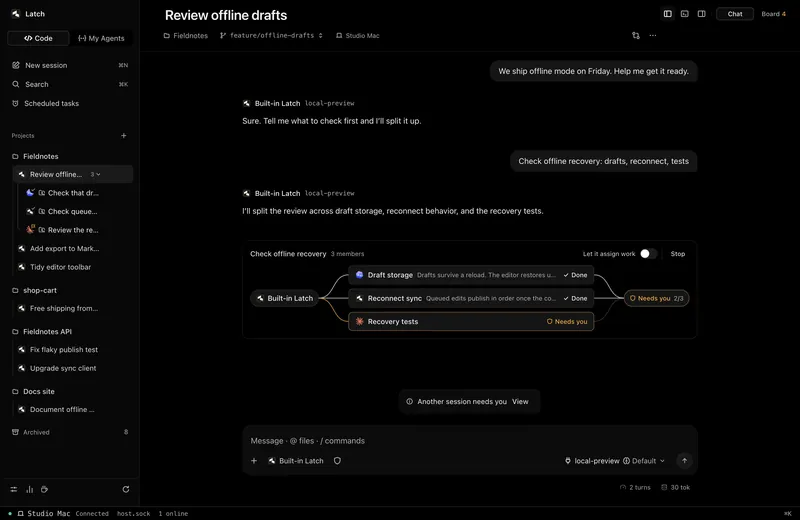 Latch
Code
My Agents
New session ⌘N
Search ⌘K
Scheduled tasks
Projects
Fieldnotes
Review offline... 3
Check that dr...
Check queue...
Review the re...
Add export to Mark...
Tidy editor toolbar
shop-cart
Free shipping from...
Fieldnotes API
Fix flaky publish test
Upgrade sync client
Docs site
Document offline ...
Archived 8
Review offline drafts
Chat
Board 4
Fieldnotes feature/offline-drafts Studio Mac
We ship offline mode on Friday. Help me get it ready.
Built-in Latch local-preview
Sure. Tell me what to check first and I'll split it up.
Check offline recovery: drafts, reconnect, tests
Built-in Latch local-preview
I'll split the review across draft storage, reconnect behavior, and the recovery tests.
Check offline recovery 3 members
Let it assign work
Stop
Built-in Latch
Draft storage Drafts survive a reload. The editor restores u... Done
Reconnect sync Queued edits publish in order once the co... Done
Recovery tests Needs you
Needs you 2/3
Another session needs you View
Message · @ files · / commands
Built-in Latch
local-preview Default
2 turns 30 tok
Studio Mac Connected host.sock 1 online
⌘K